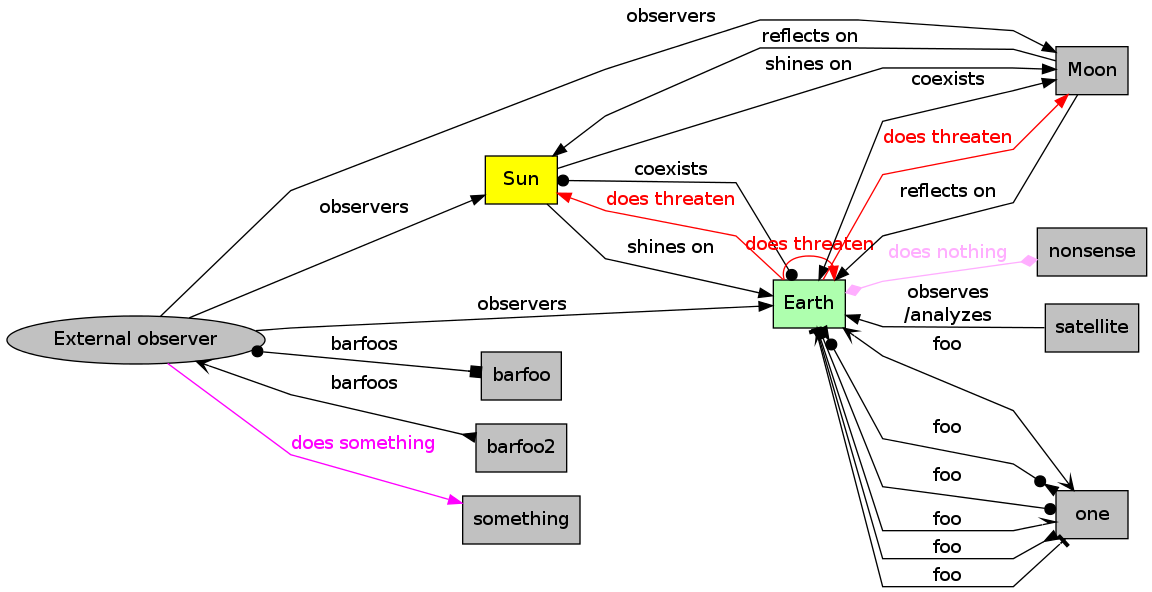 observers
reflects on
shines on
Moon
coexists
does threaten
Sun
coexists
does threaten
reflects on
observers
shines on
does threaten
does nothing
nonsense
observers
Earth
observes
/analyzes
satellite
External observer
barfoos
foo
barfoo
barfoos
foo
barfoo2
does something
foo
something
foo
one
foo
foo